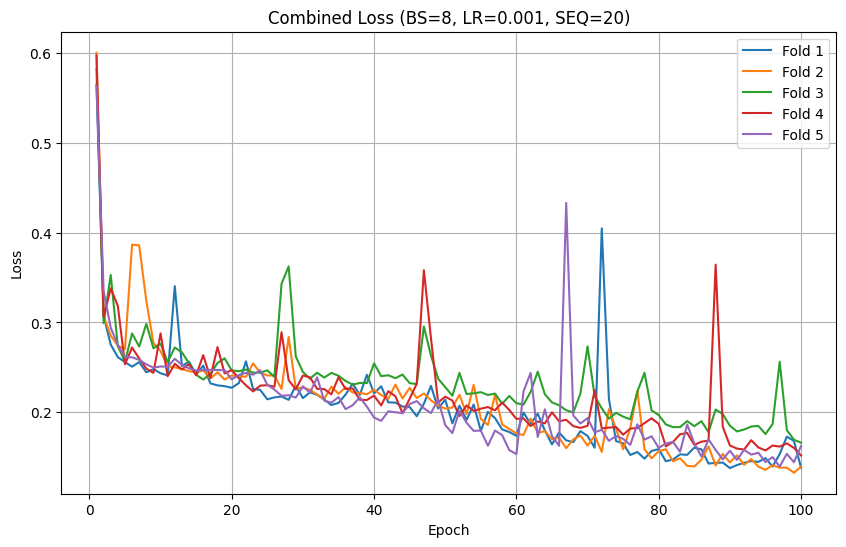 Combined Loss (BS=8, LR=0.001, SEQ=20)
Fold 1
Fold 2
Fold 3
Fold 4
Fold 5
0.6
0.5
0.4
0.3
0.2
Loss
0
20
40
60
80
100
Epoch